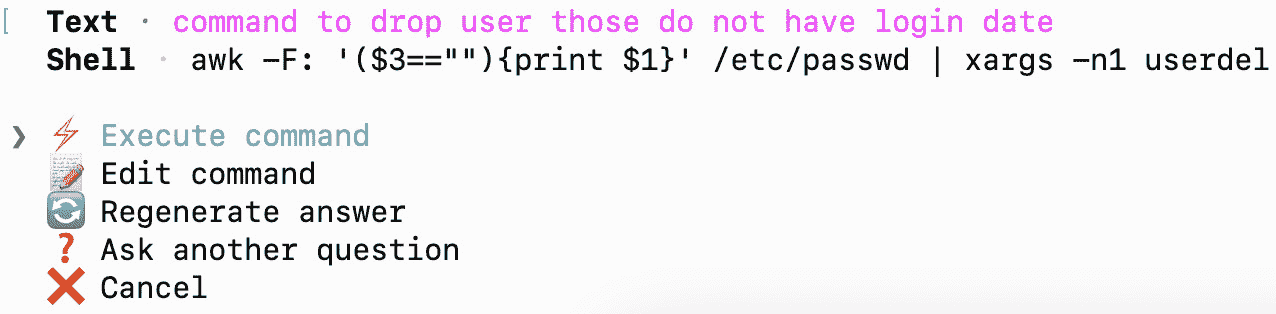 Text · command to drop user those do not have login date
Shell · awk -F: '($3==""){print $1}' /etc/passwd | xargs -n1 userdel
❯ ⚡ Execute command
📝 Edit command
🔄 Regenerate answer
❓ Ask another question
❌ Cancel